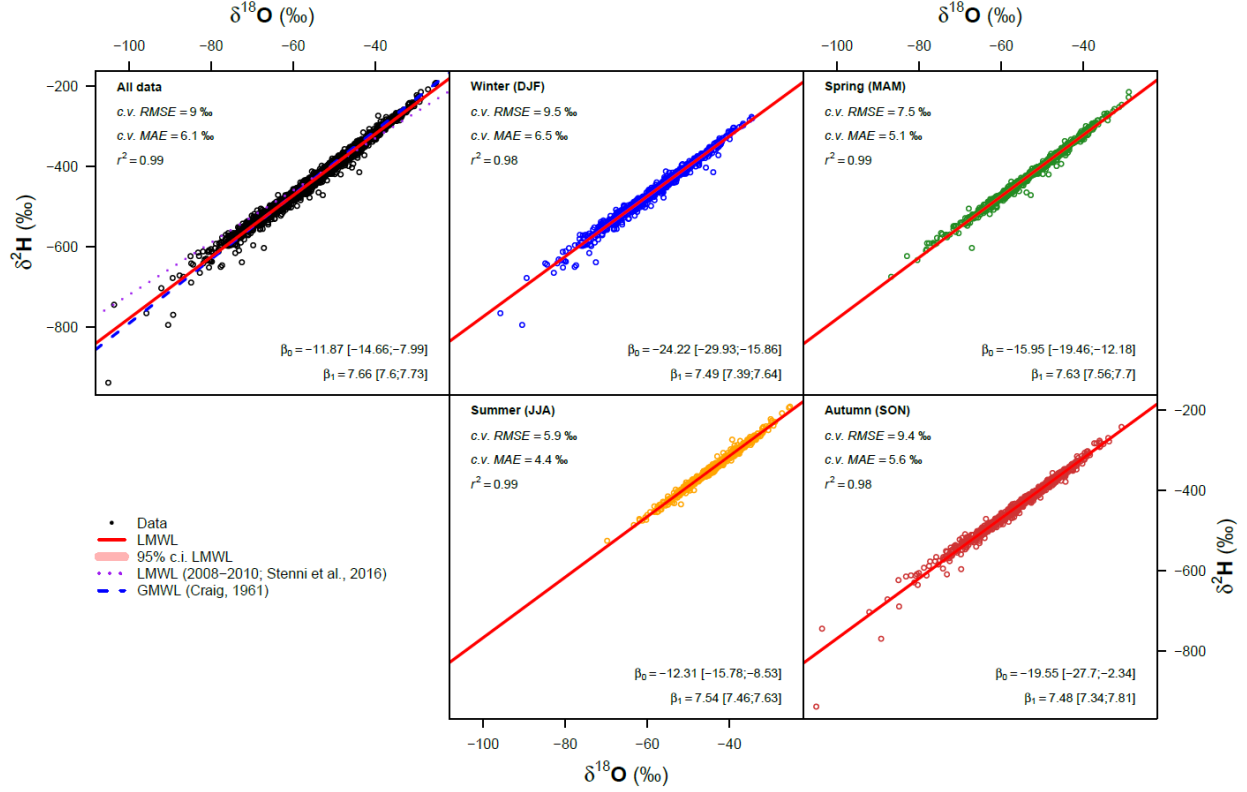 δ¹⁸O (‰)
δ¹⁸O (‰)
−100 −80 −60 −40
−100 −80 −60 −40
−200
−400
−600
−800
δ²H (‰)
All data
c.v. RMSE = 9 ‰
c.v. MAE = 6.1 ‰
r² = 0.99
β₀ = −11.87 [−14.66;−7.99]
β₁ = 7.66 [7.6;7.73]
Winter (DJF)
c.v. RMSE = 9.5 ‰
c.v. MAE = 6.5 ‰
r² = 0.98
β₀ = −24.22 [−29.93;−15.86]
β₁ = 7.49 [7.39;7.64]
Spring (MAM)
c.v. RMSE = 7.5 ‰
c.v. MAE = 5.1 ‰
r² = 0.99
β₀ = −15.95 [−19.46;−12.18]
β₁ = 7.63 [7.56;7.7]
Data
LMWL
95% c.i. LMWL
LMWL (2008−2010; Stenni et al., 2016)
GMWL (Craig, 1961)
Summer (JJA)
c.v. RMSE = 5.9 ‰
c.v. MAE = 4.4 ‰
r² = 0.99
β₀ = −12.31 [−15.78;−8.53]
β₁ = 7.54 [7.46;7.63]
Autumn (SON)
c.v. RMSE = 9.4 ‰
c.v. MAE = 5.6 ‰
r² = 0.98
β₀ = −19.55 [−27.7;−2.34]
β₁ = 7.48 [7.34;7.81]
−200
−400
−600
−800
δ²H (‰)
−100 −80 −60 −40
δ¹⁸O (‰)